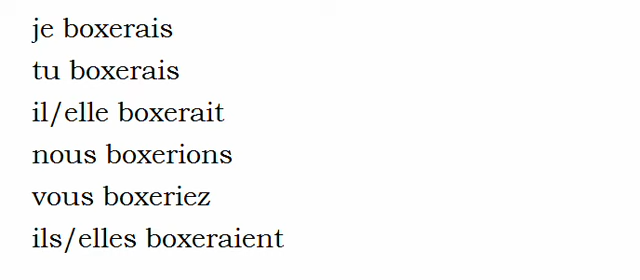 je boxerais
tu boxerais
il/elle boxerait
nous boxerions
vous boxeriez
ils/elles boxeraient